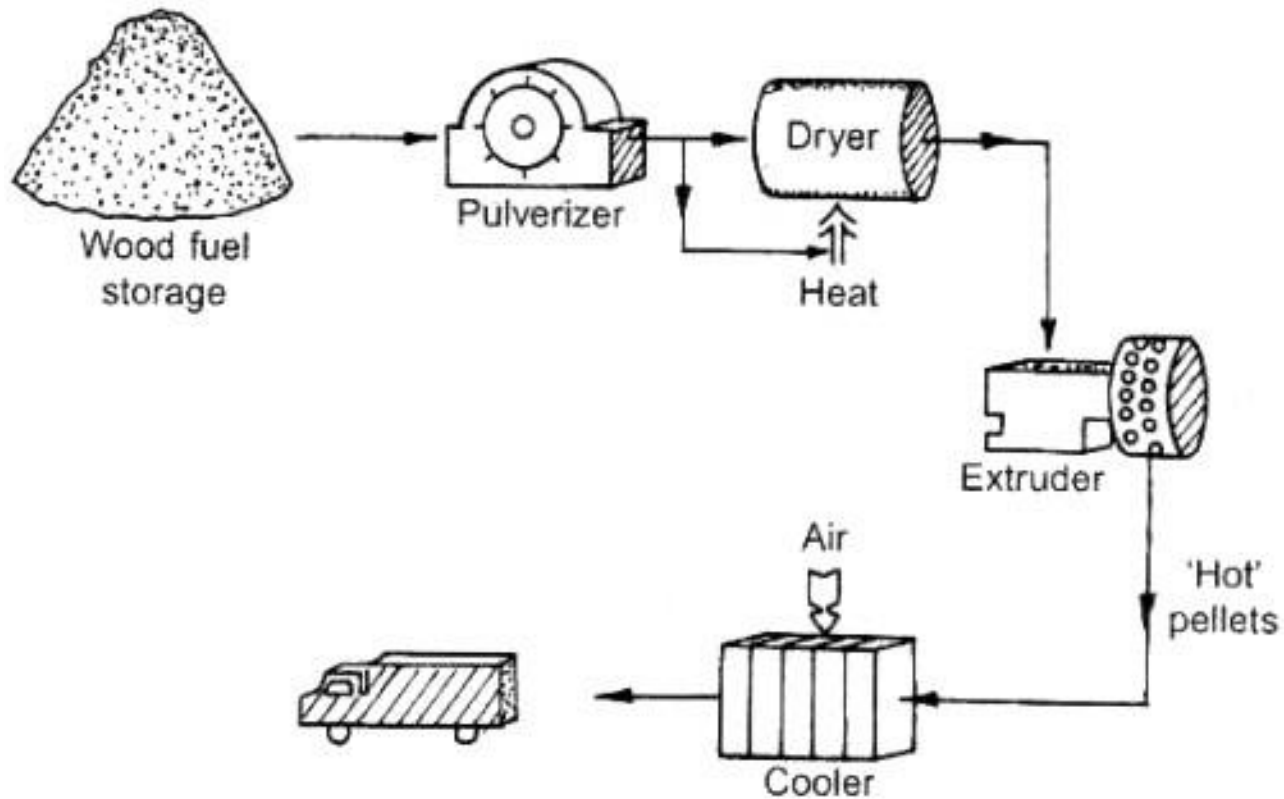 Wood fuel
storage
Pulverizer
Dryer
Heat
Extruder
'Hot'
pellets
Air
Cooler